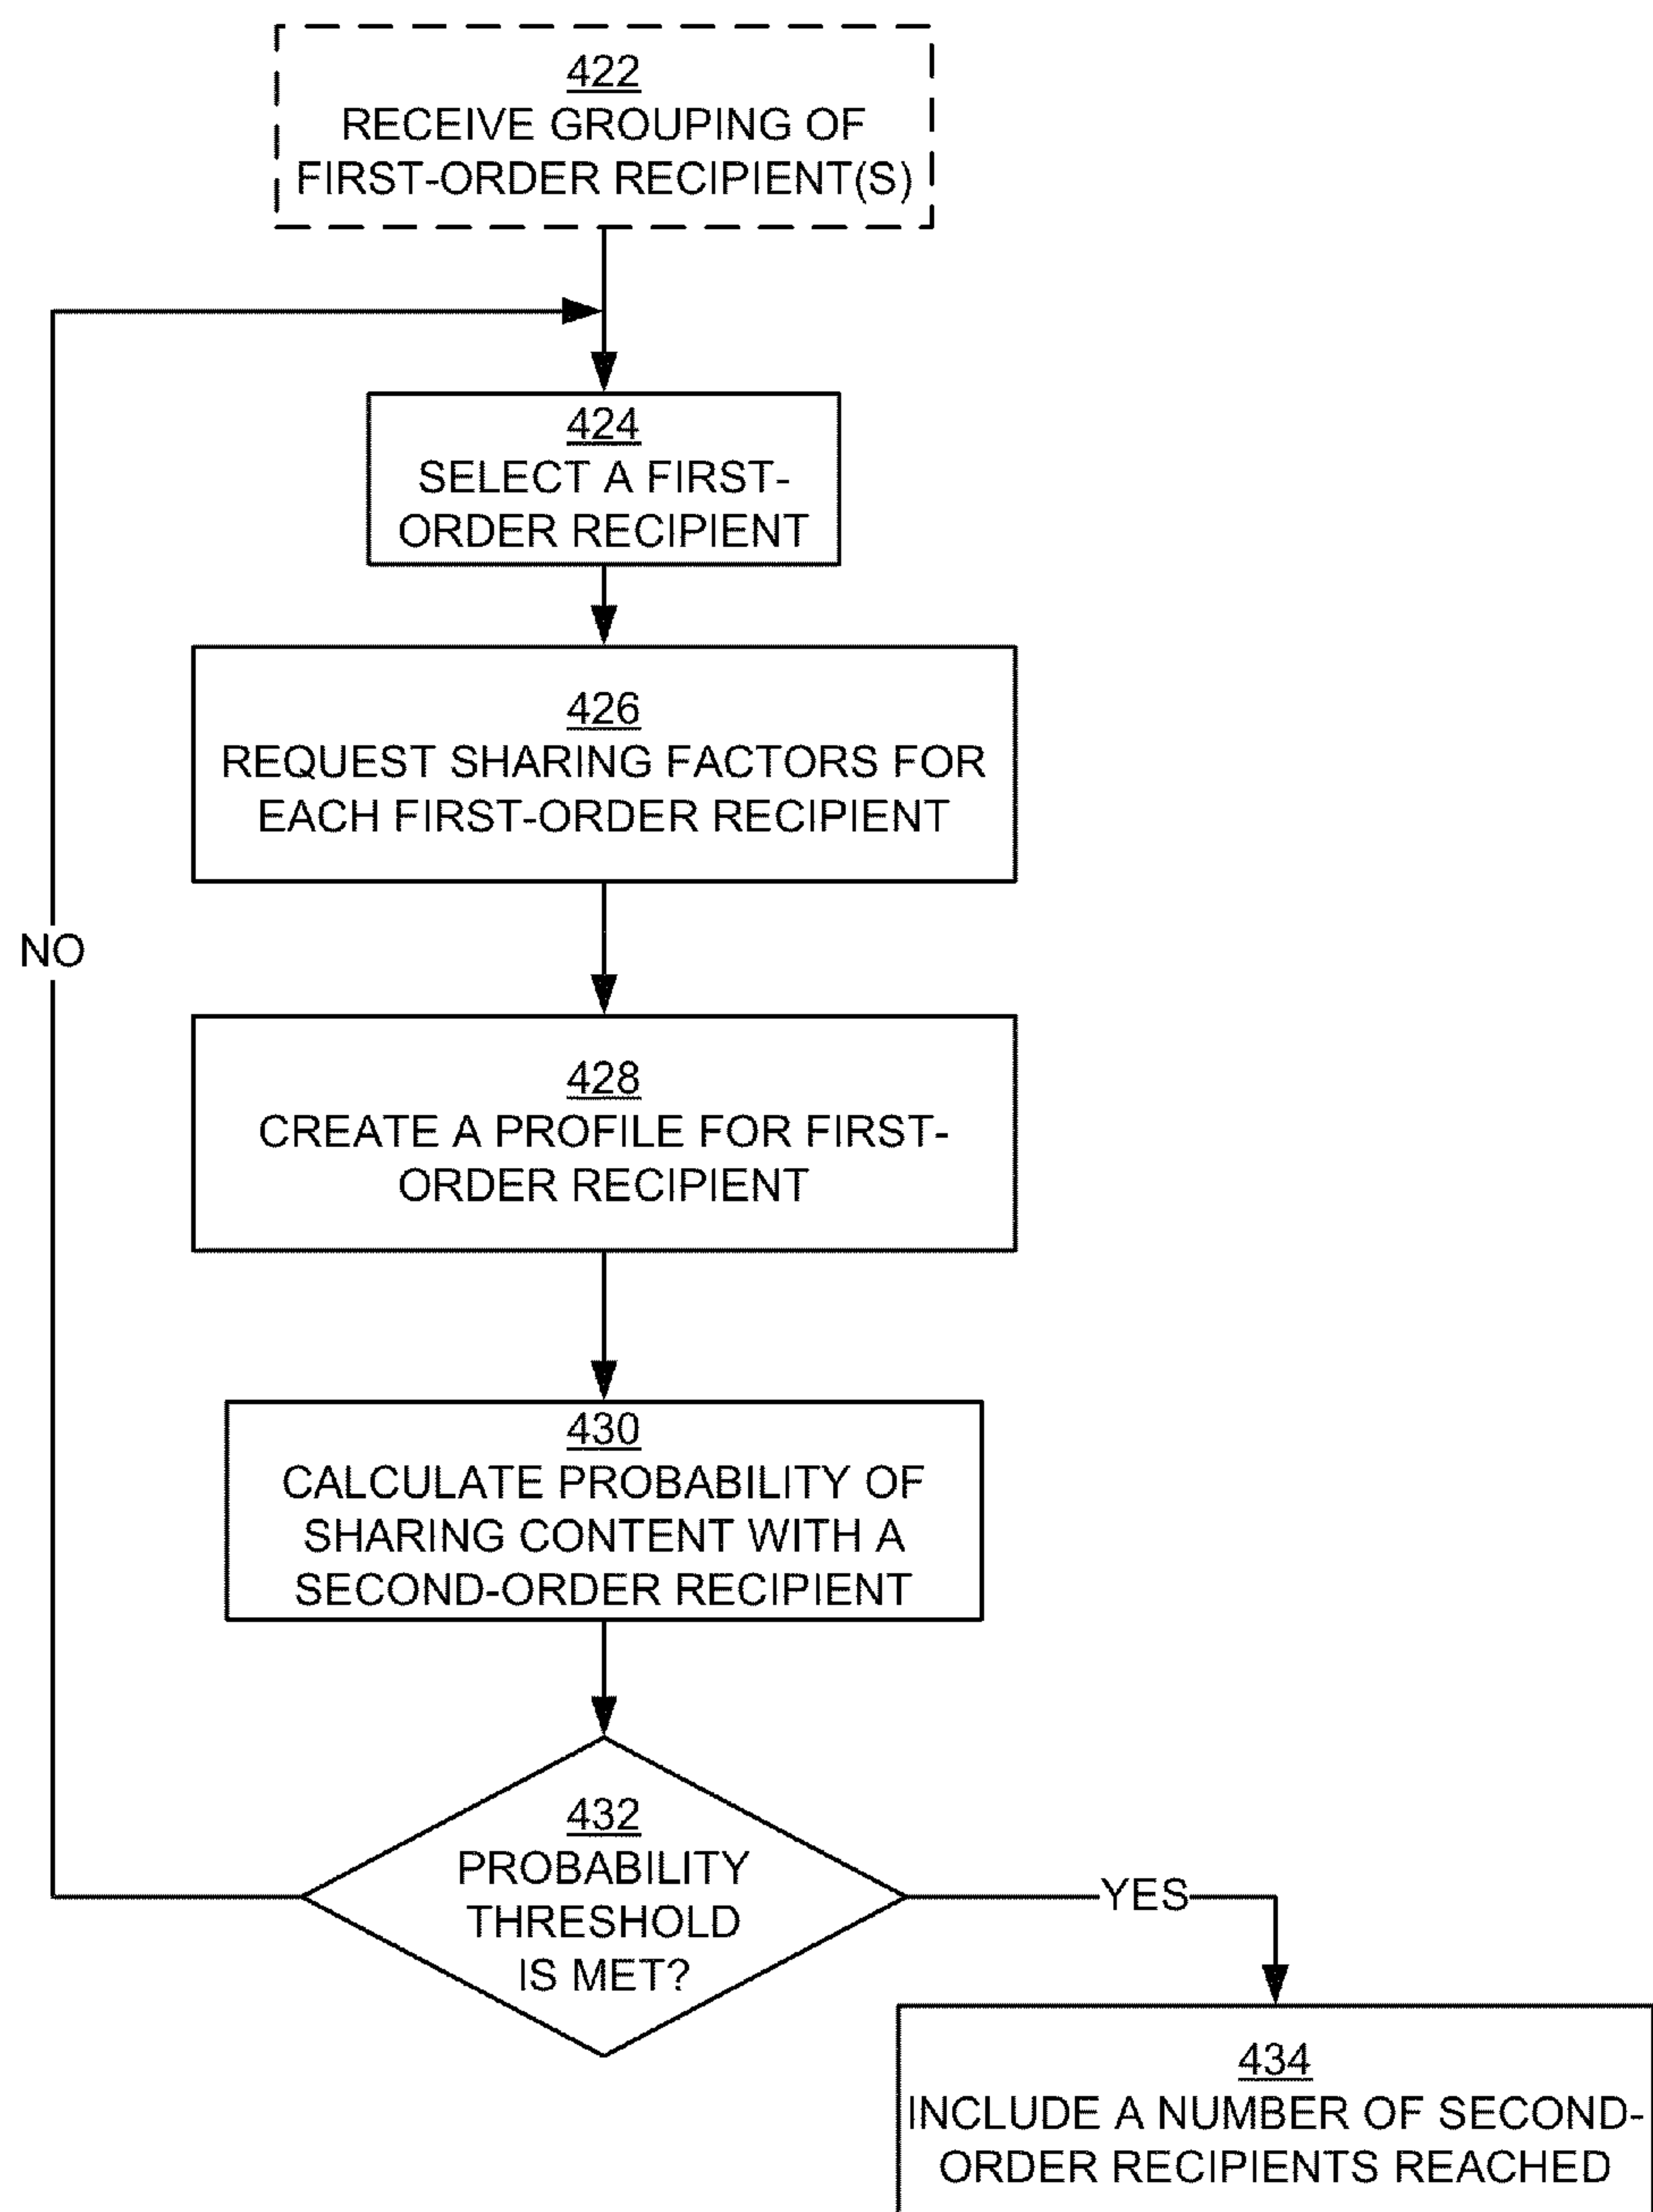 422
RECEIVE GROUPING OF
FIRST-ORDER RECIPIENT(S)
424
SELECT A FIRST-
ORDER RECIPIENT
426
REQUEST SHARING FACTORS FOR
EACH FIRST-ORDER RECIPIENT
NO
428
CREATE A PROFILE FOR FIRST-
ORDER RECIPIENT
430
CALCULATE PROBABILITY OF
SHARING CONTENT WITH A
SECOND-ORDER RECIPIENT
432
PROBABILITY
THRESHOLD
IS MET?
YES
434
INCLUDE A NUMBER OF SECOND-
ORDER RECIPIENTS REACHED